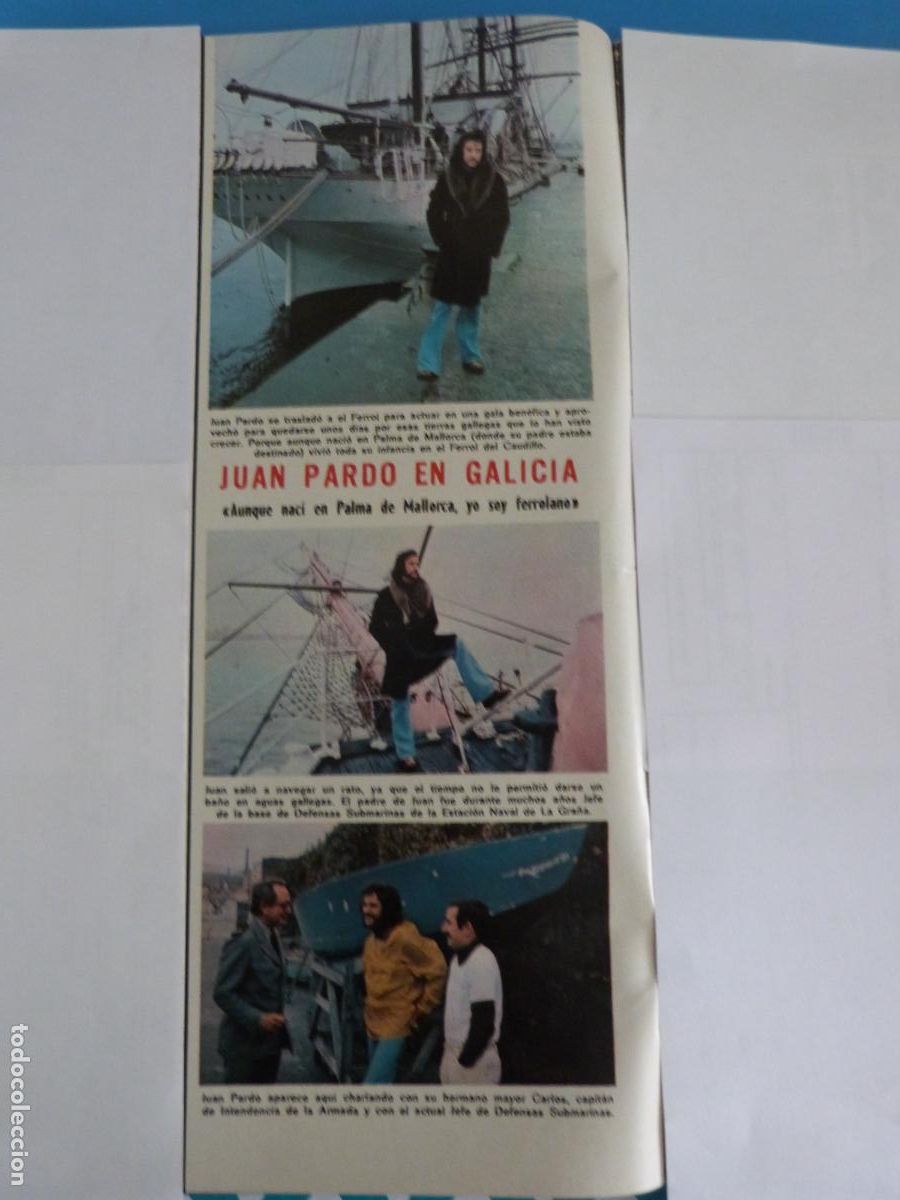 Juan Pardo se trasladó a el Ferrol para actuar en una gala benéfica y apro-
vechó para quedarse unos días por esas tierras gallegas que lo han visto
crecer. Porque aunque nació en Palma de Mallorca (donde su padre estaba
destinado) vivió toda su infancia en el Ferrol del Caudillo.
JUAN PARDO EN GALICIA
«Aunque nací en Palma de Mallorca, yo soy ferrolano»
Juan salió a navegar un rato, ya que el tiempo no le permitió darse un
baño en aguas gallegas. El padre de Juan fue durante muchos años Jefe
de la base de Defensas Submarinas de la Estación Naval de La Graña.
Juan Pardo aparece aquí charlando con su hermano mayor Carlos, capitán
de Intendencia de la Armada y con el actual Jefe de Defensas Submarinas.
todocoleccion